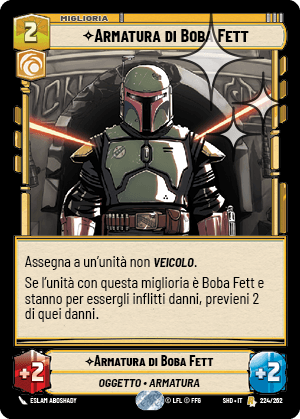 MIGLIORIA
2
✧ARMATURA DI BOBA FETT
Assegna a un'unità non VEICOLO.
Se l'unità con questa miglioria è Boba Fett e
stanno per essergli inflitti danni, previeni 2
di quei danni.
✧ARMATURA DI BOBA FETT
+2
OGGETTO • ARMATURA
+2
ESLAM ABOSHADY
© LFL © FFG
SHD • IT
224/262